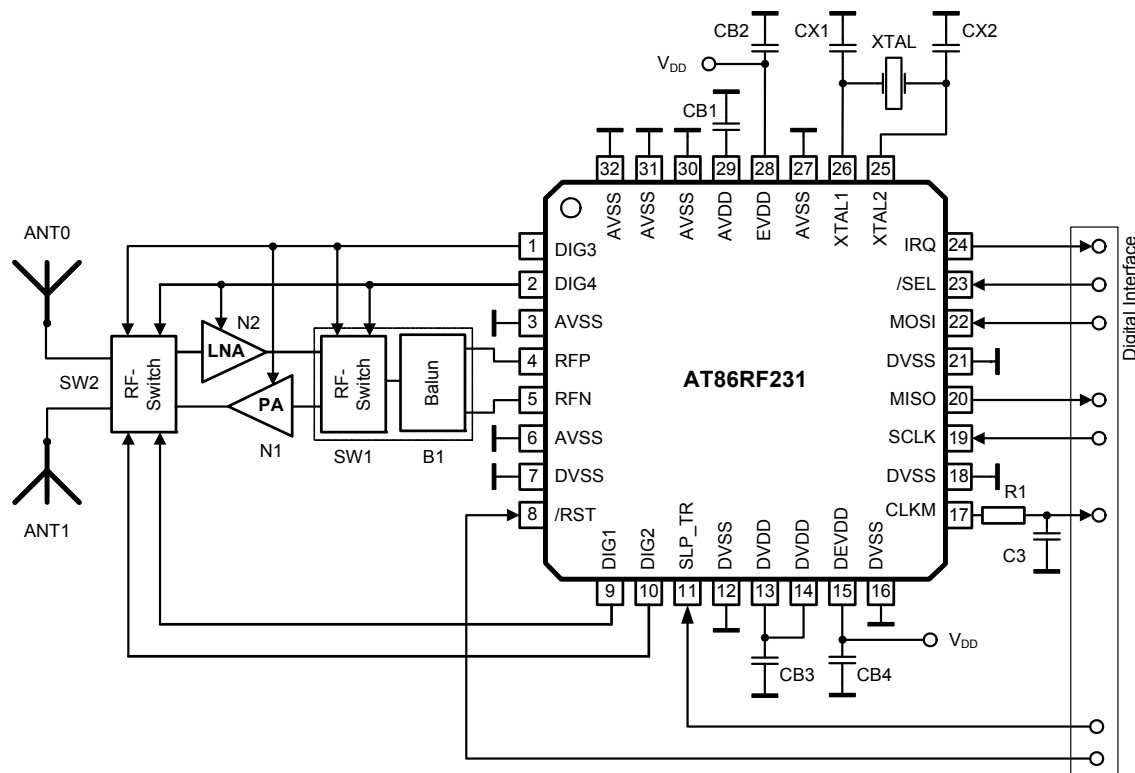 CB2
CX1
XTAL
CX2
VDD
CB1
32
31
30
29
28
27
26
25
AVSS
AVSS
AVSS
AVDD
EVDD
AVSS
XTAL1
XTAL2
ANT0
1
DIG3
IRQ
24
2
DIG4
/SEL
23
3
AVSS
MOSI
22
N2
LNA
4
RFP
DVSS
21
SW2
RF-
Switch
RF-
Switch
Balun
AT86RF231
PA
5
RFN
MISO
20
N1
SW1
B1
6
AVSS
SCLK
19
7
DVSS
DVSS
18
ANT1
8
/RST
CLKM
17
R1
C3
DIG1
DIG2
SLP_TR
DVSS
DVDD
DVDD
DEVDD
DVSS
9
10
11
12
13
14
15
16
VDD
CB3
CB4
Digital Interface